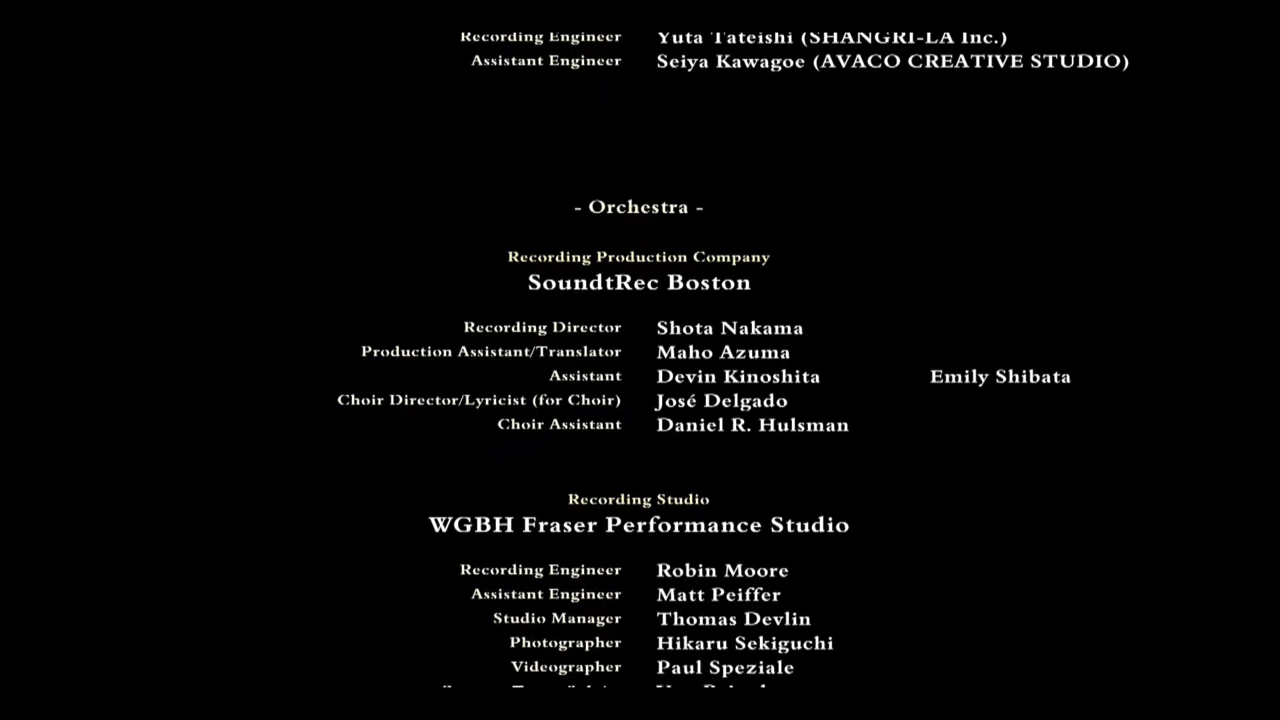 Recording Engineer Yuta Tateishi (SHANGRI-LA Inc.)
Assistant Engineer Seiya Kawagoe (AVACO CREATIVE STUDIO)
- Orchestra -
Recording Production Company
SoundtRec Boston
Recording Director Shota Nakama
Production Assistant/Translator Maho Azuma
Assistant Devin Kinoshita Emily Shibata
Choir Director/Lyricist (for Choir) José Delgado
Choir Assistant Daniel R. Hulsman
Recording Studio
WGBH Fraser Performance Studio
Recording Engineer Robin Moore
Assistant Engineer Matt Peiffer
Studio Manager Thomas Devlin
Photographer Hikaru Sekiguchi
Videographer Paul Speziale